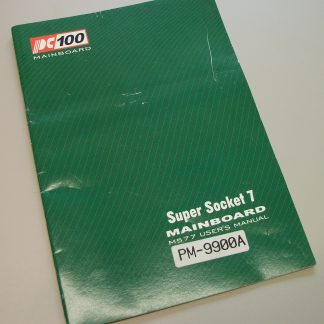 PC100
MAINBOARD
Super Socket 7
MAINBOARD
M577 USER'S MANUAL
PM-9900A